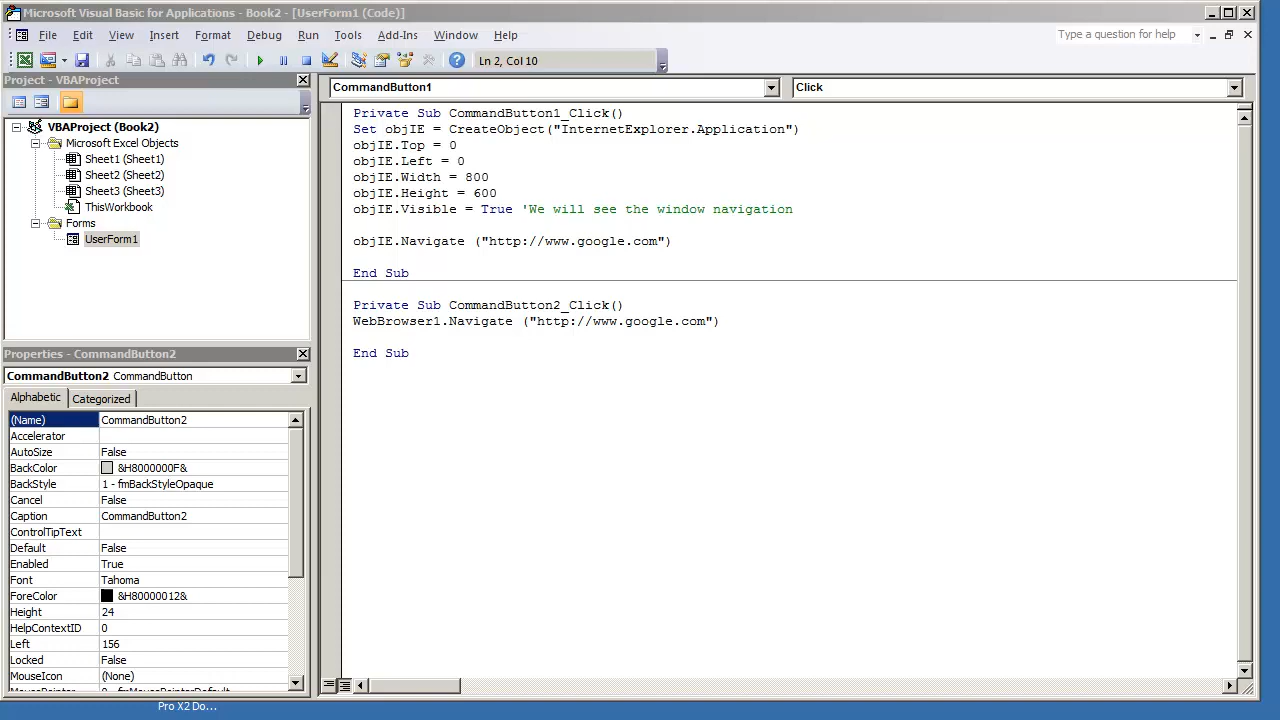 Microsoft Visual Basic for Applications - Book2 - [UserForm1 (Code)]
File Edit View Insert Format Debug Run Tools Add-Ins Window Help
Type a question for help
Ln 2, Col 10
Project - VBAProject
VBAProject (Book2)
Microsoft Excel Objects
Sheet1 (Sheet1)
Sheet2 (Sheet2)
Sheet3 (Sheet3)
ThisWorkbook
Forms
UserForm1
Properties - CommandButton2
CommandButton2 CommandButton
Alphabetic Categorized
(Name) CommandButton2
Accelerator
AutoSize False
BackColor &H8000000F&
BackStyle 1 - fmBackStyleOpaque
Cancel False
Caption CommandButton2
ControlTipText
Default False
Enabled True
Font Tahoma
ForeColor &H80000012&
Height 24
HelpContextID 0
Left 156
Locked False
MouseIcon (None)
MousePointer 0 - fmMousePointerDefault
CommandButton1
Click
Private Sub CommandButton1_Click()
Set objIE = CreateObject("InternetExplorer.Application")
objIE.Top = 0
objIE.Left = 0
objIE.Width = 800
objIE.Height = 600
objIE.Visible = True 'We will see the window navigation
objIE.Navigate ("http://www.google.com")
End Sub
Private Sub CommandButton2_Click()
WebBrowser1.Navigate ("http://www.google.com")
End Sub
Pro X2 Do...